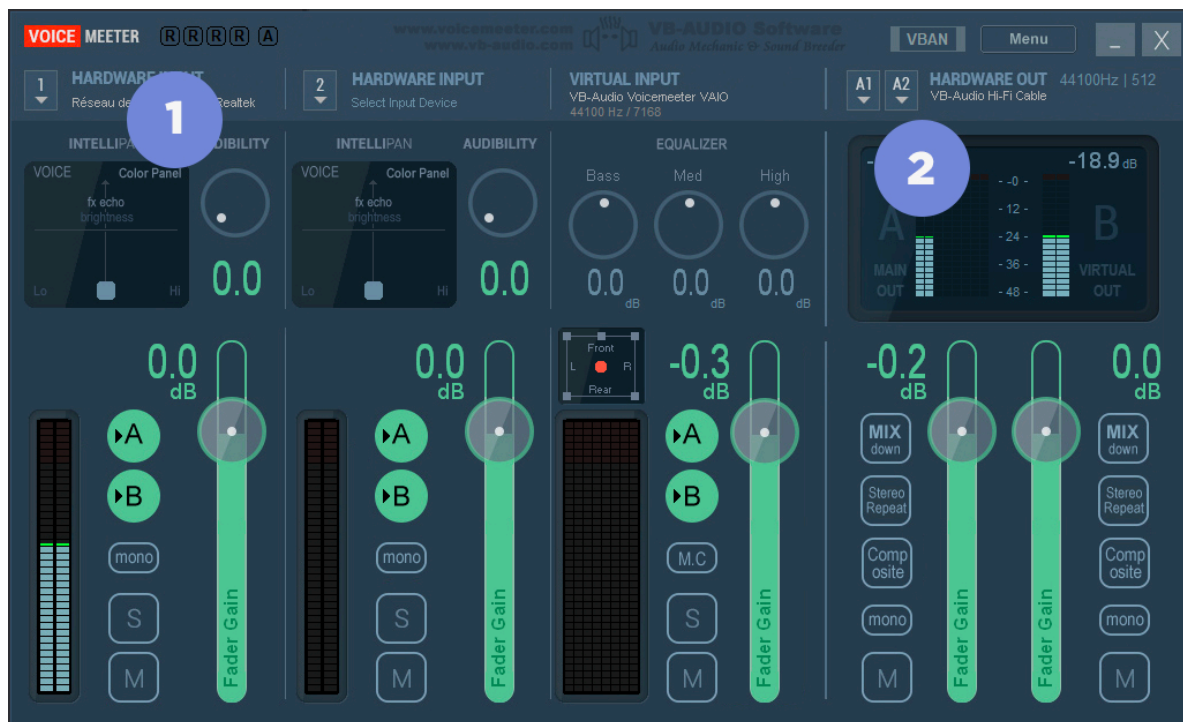 VOICE MEETER R R R R A
www.voicemeeter.com VB-AUDIO Software
www.vb-audio.com Audio Mechanic & Sound Breeder
VBAN Menu _ X
1 HARDWARE
Réseau de Realtek
2 HARDWARE INPUT
Select Input Device
VIRTUAL INPUT
VB-Audio Voicemeeter VAIO
44100 Hz / 7168
A1 A2 HARDWARE OUT 44100Hz | 512
VB-Audio Hi-Fi Cable
1
2
VOICE Color Panel
fx echo
brightness
Lo Hi
0.0
INTELLIPAN AUDIBILITY
VOICE Color Panel
fx echo
brightness
Lo Hi
0.0
EQUALIZER
Bass Med High
0.0 dB 0.0 dB 0.0 dB
-18.9 dB
A B
- -0 -
- 12 -
- 24 -
- 36 -
- 48 -
MAIN OUT
VIRTUAL OUT
0.0 dB
A
B
mono
S
M
Fader Gain
0.0 dB
A
B
mono
S
M
Fader Gain
Front
L R
Rear
-0.3 dB
A
B
M.C
S
M
Fader Gain
-0.2 dB
MIX down
Stereo Repeat
Comp osite
mono
M
Fader Gain
Fader Gain
0.0 dB
MIX down
Stereo Repeat
Comp osite
mono
M